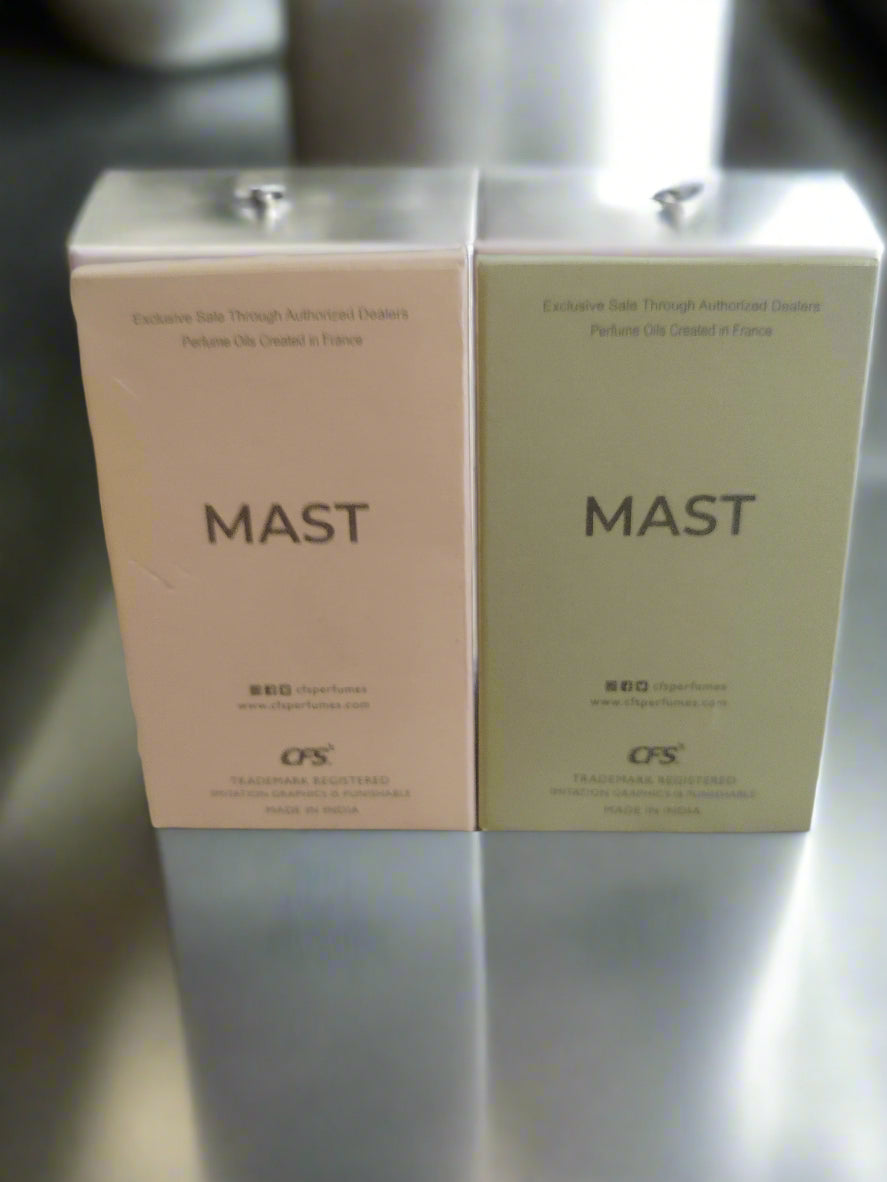 Exclusive Sale Through Authorized Dealers
Perfume Oils Created in France
MAST
cfsperfumes
www.cfsperfumes.com
CFS
TRADEMARK REGISTERED
IMITATION GRAPHICS IS PUNISHABLE
MADE IN INDIA
Exclusive Sale Through Authorized Dealers
Perfume Oils Created in France
MAST
cfsperfumes
www.cfsperfumes.com
CFS
TRADEMARK REGISTERED
IMITATION GRAPHICS IS PUNISHABLE
MADE IN INDIA